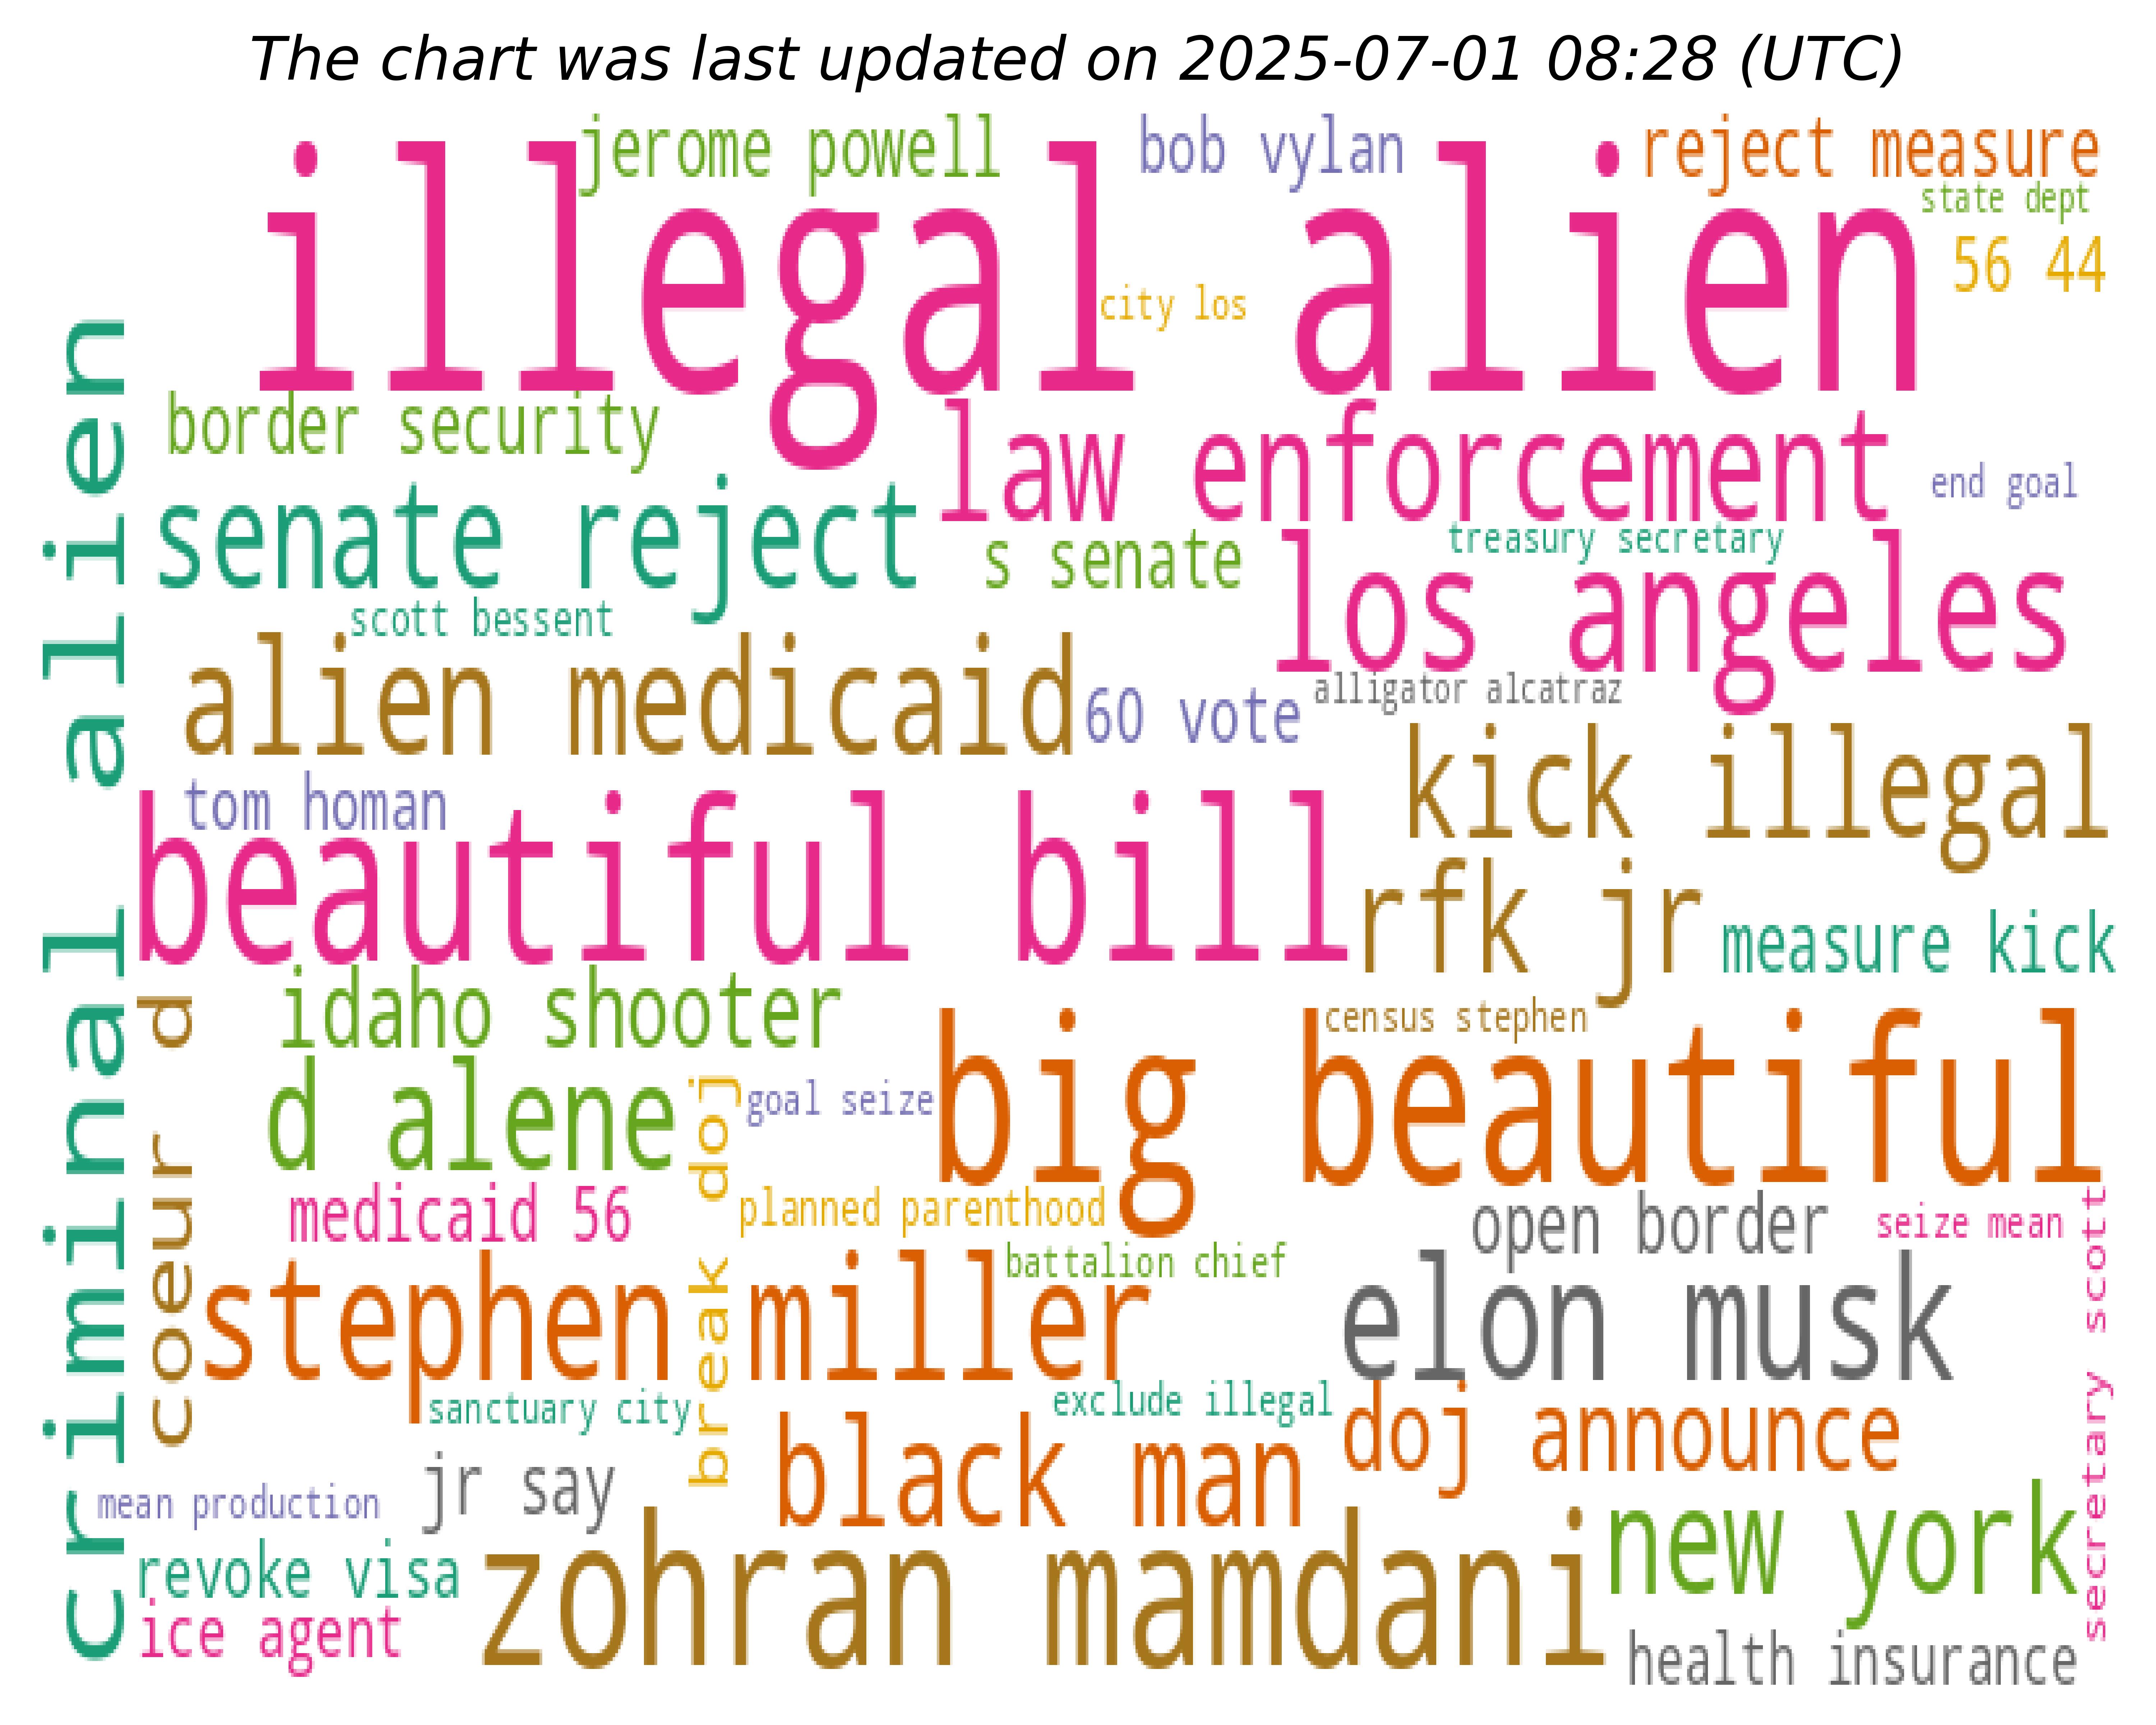 The chart was last updated on 2025-07-01 08:28 (UTC)
jerome powell
bob vylan
reject measure
state dept
illegal alien
56 44
city los
criminal alien
border security
law enforcement
end goal
senate reject
s senate
treasury secretary
los angeles
scott bessent
alien medicaid
60 vote
alligator alcatraz
kick illegal
tom homan
beautiful bill
rfk jr
measure kick
idaho shooter
coeur d
census stephen
big beautiful
d alene
break doj
goal seize
medicaid 56
planned parenthood
open border
seize mean
secretary scott
battalion chief
stephen miller
elon musk
sanctuary city
exclude illegal
doj announce
black man
jr say
mean production
new york
zohran mamdani
revoke visa
ice agent
health insurance